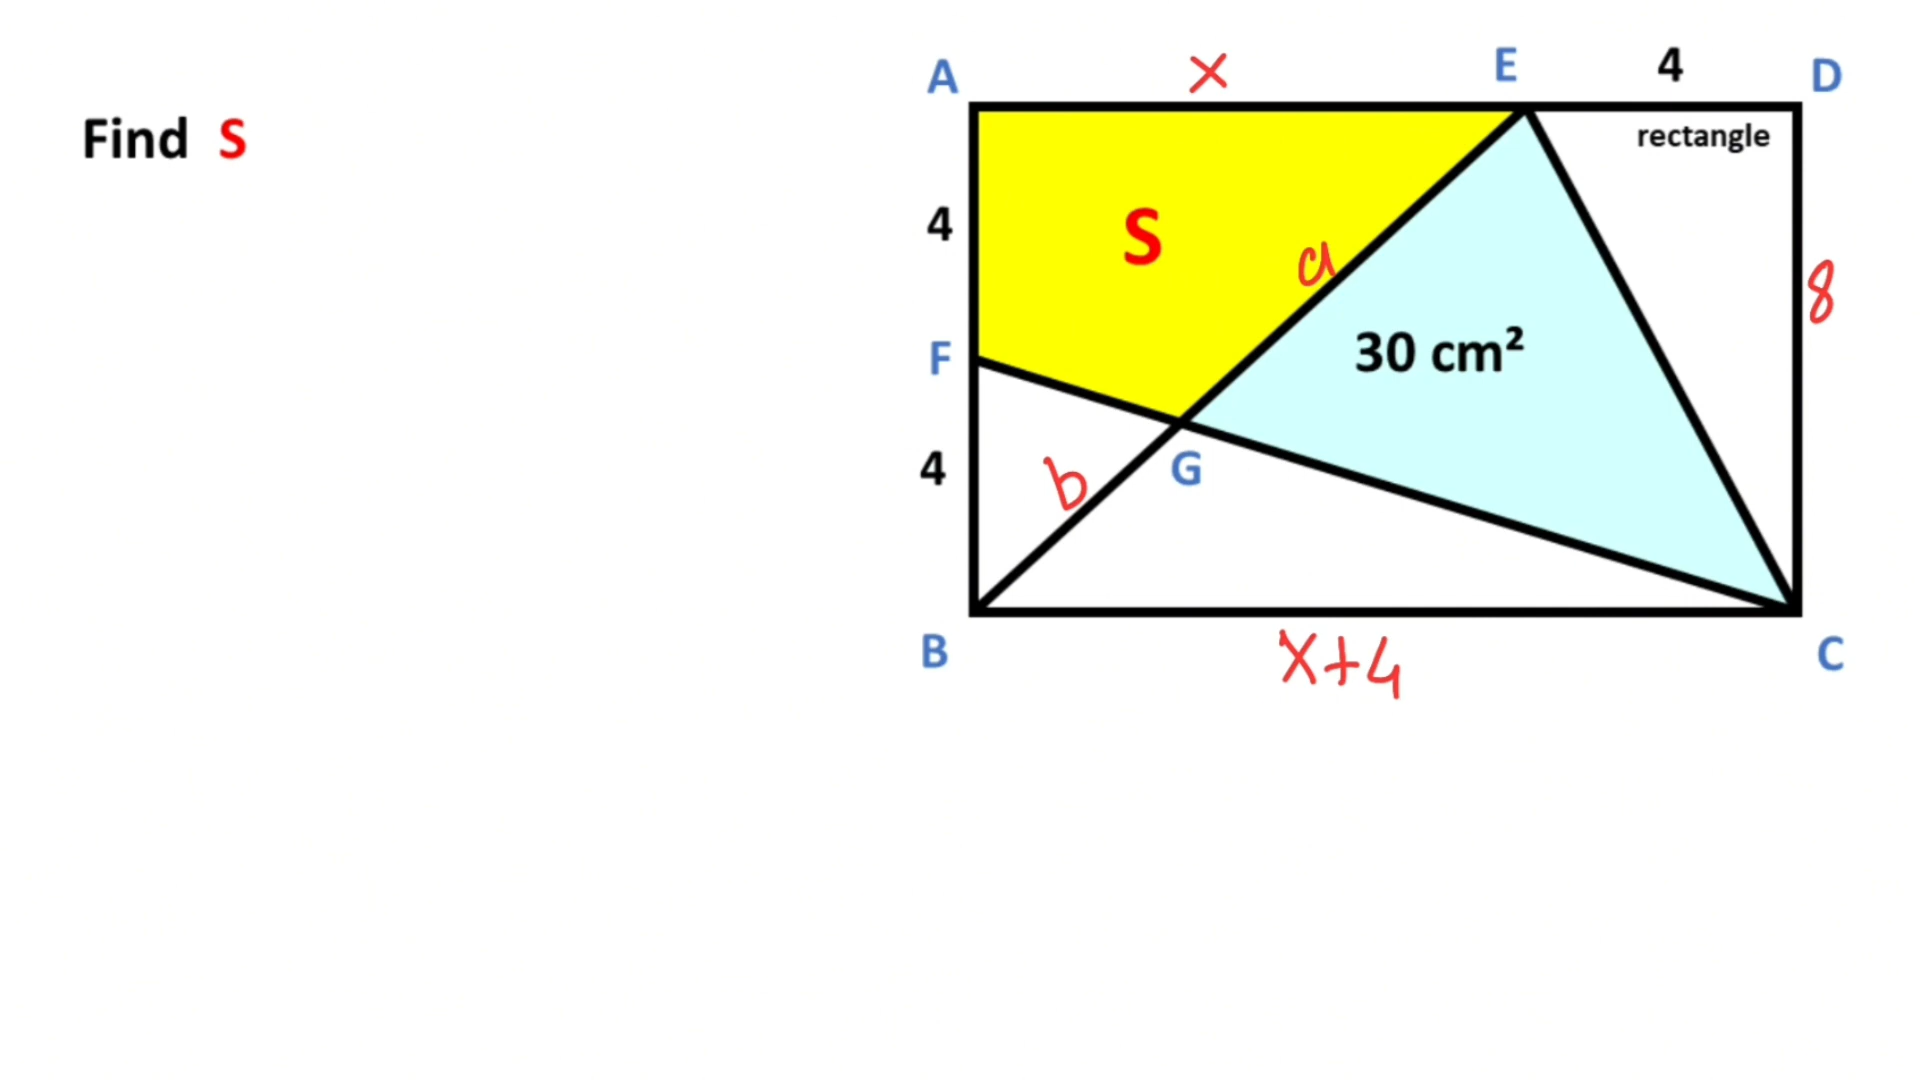 Find S
A x E 4 D
rectangle
4 S a 8
F 30 cm²
4 b G
B x+4 C